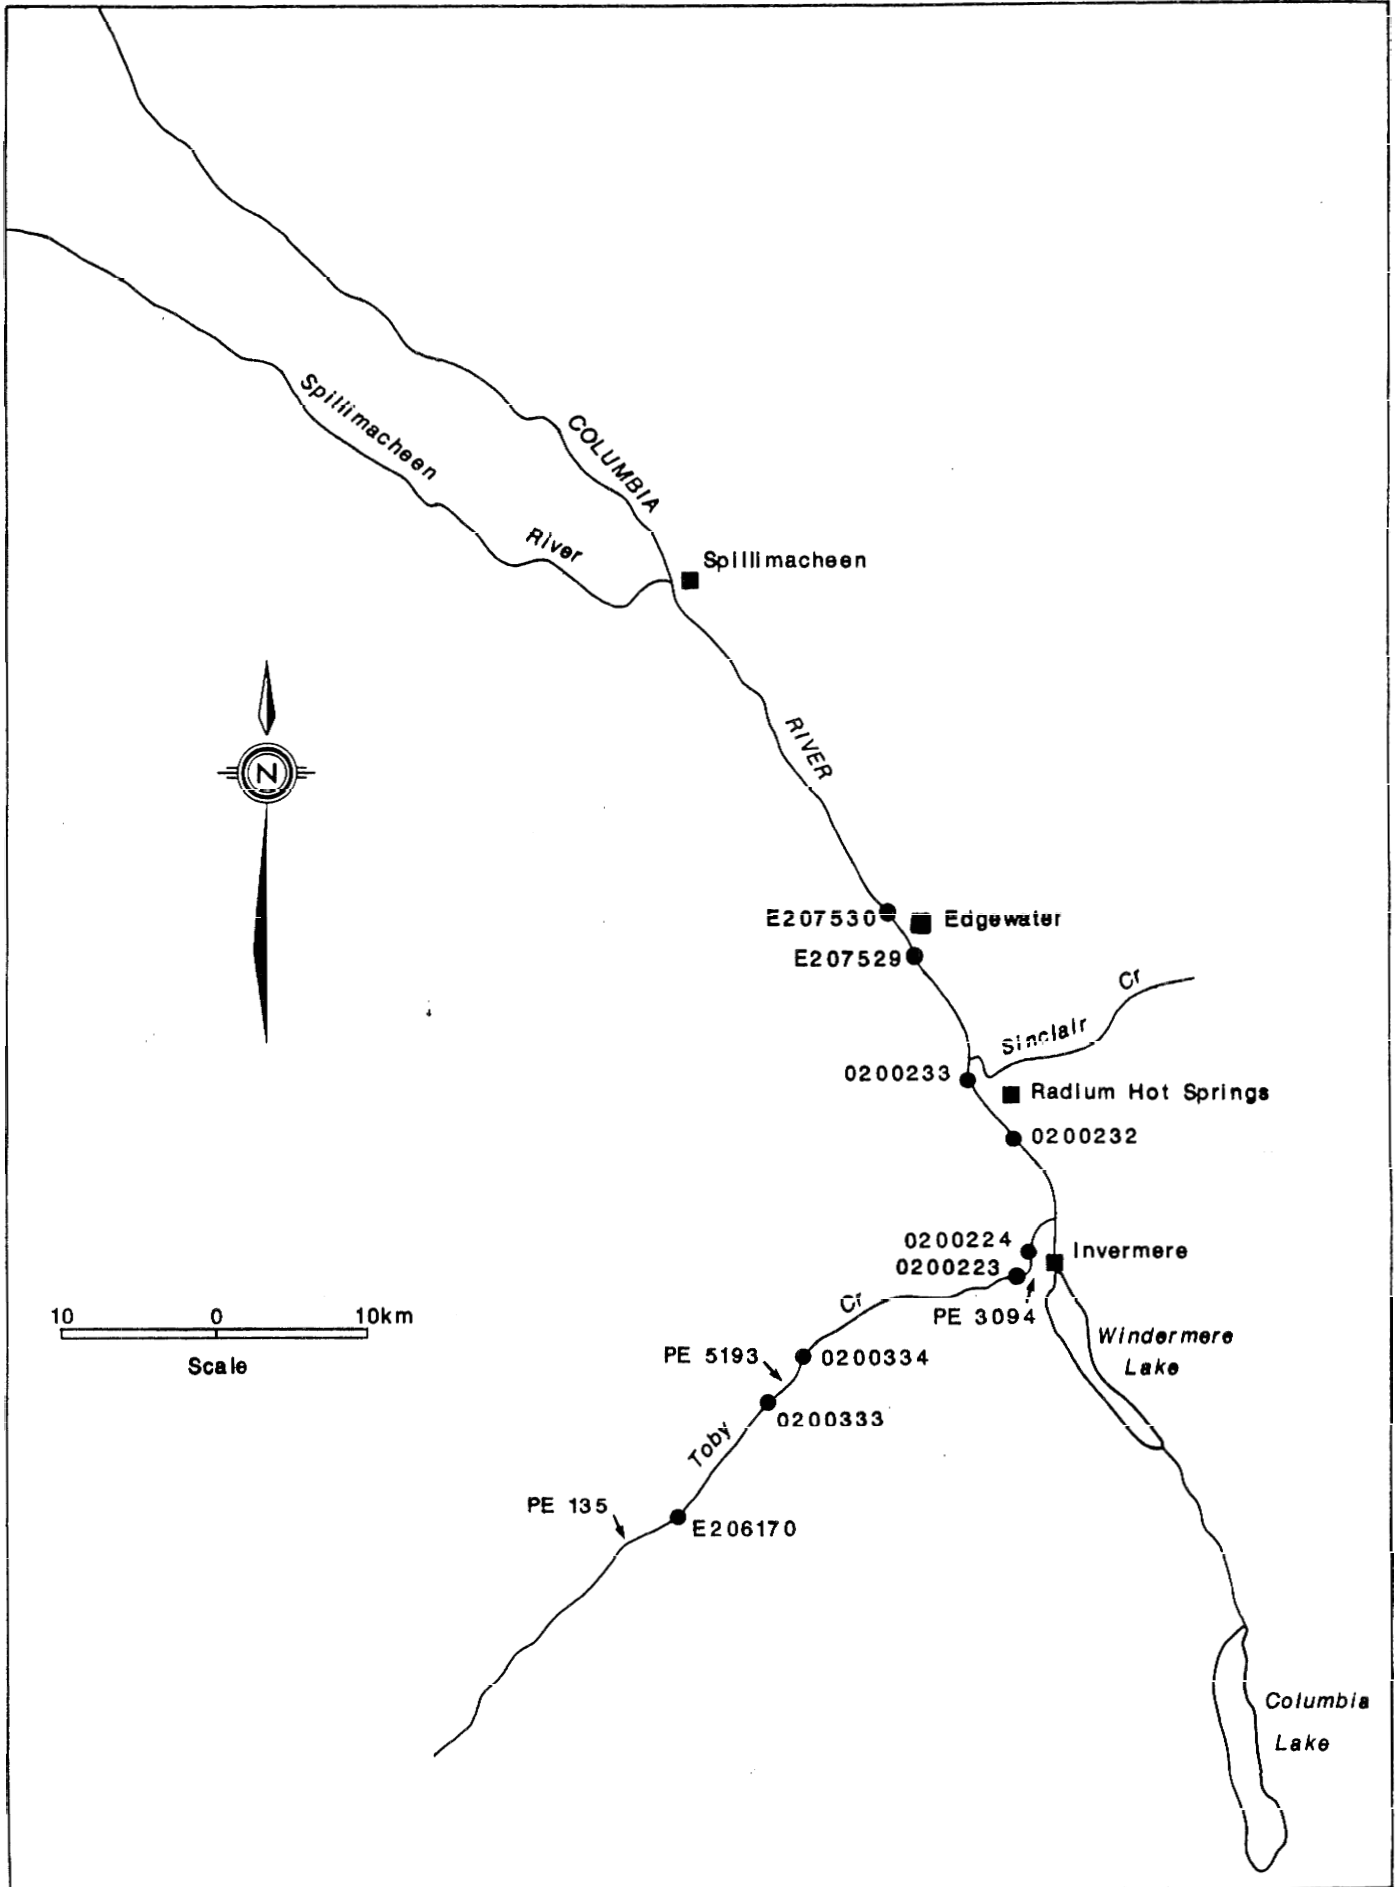 Spillimacheen
River
COLUMBIA
RIVER
Spillimacheen
N
E207530
Edgewater
E207529
Sinclair
Cr
0200233
Radium Hot Springs
0200232
0200224
0200223
Invermere
PE 3094
Windermere
Lake
10 0 10km
Scale
Cr
Toby
PE 5193
0200334
0200333
PE 135
E206170
Columbia
Lake